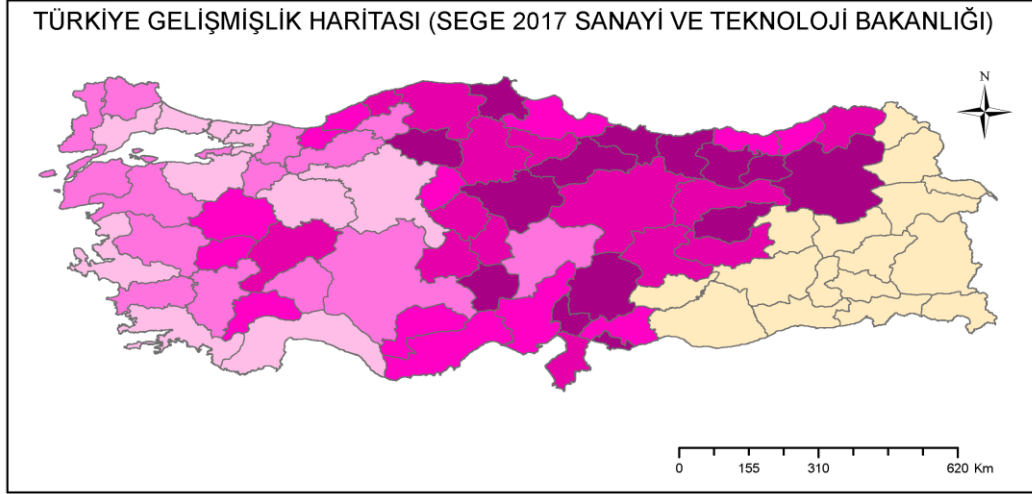 TÜRKİYE GELİŞMİŞLİK HARİTASI (SEGE 2017 SANAYİ VE TEKNOLOJİ BAKANLIĞI)
N
0 155 310 620 Km